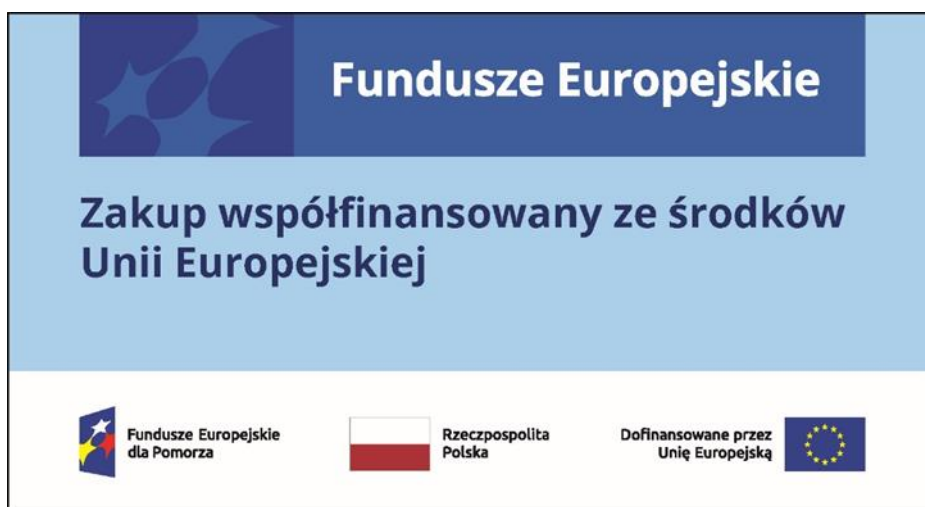 Fundusze Europejskie
Zakup współfinansowany ze środków
Unii Europejskiej
Fundusze Europejskie
dla Pomorza
Rzeczpospolita
Polska
Dofinansowane przez
Unię Europejską